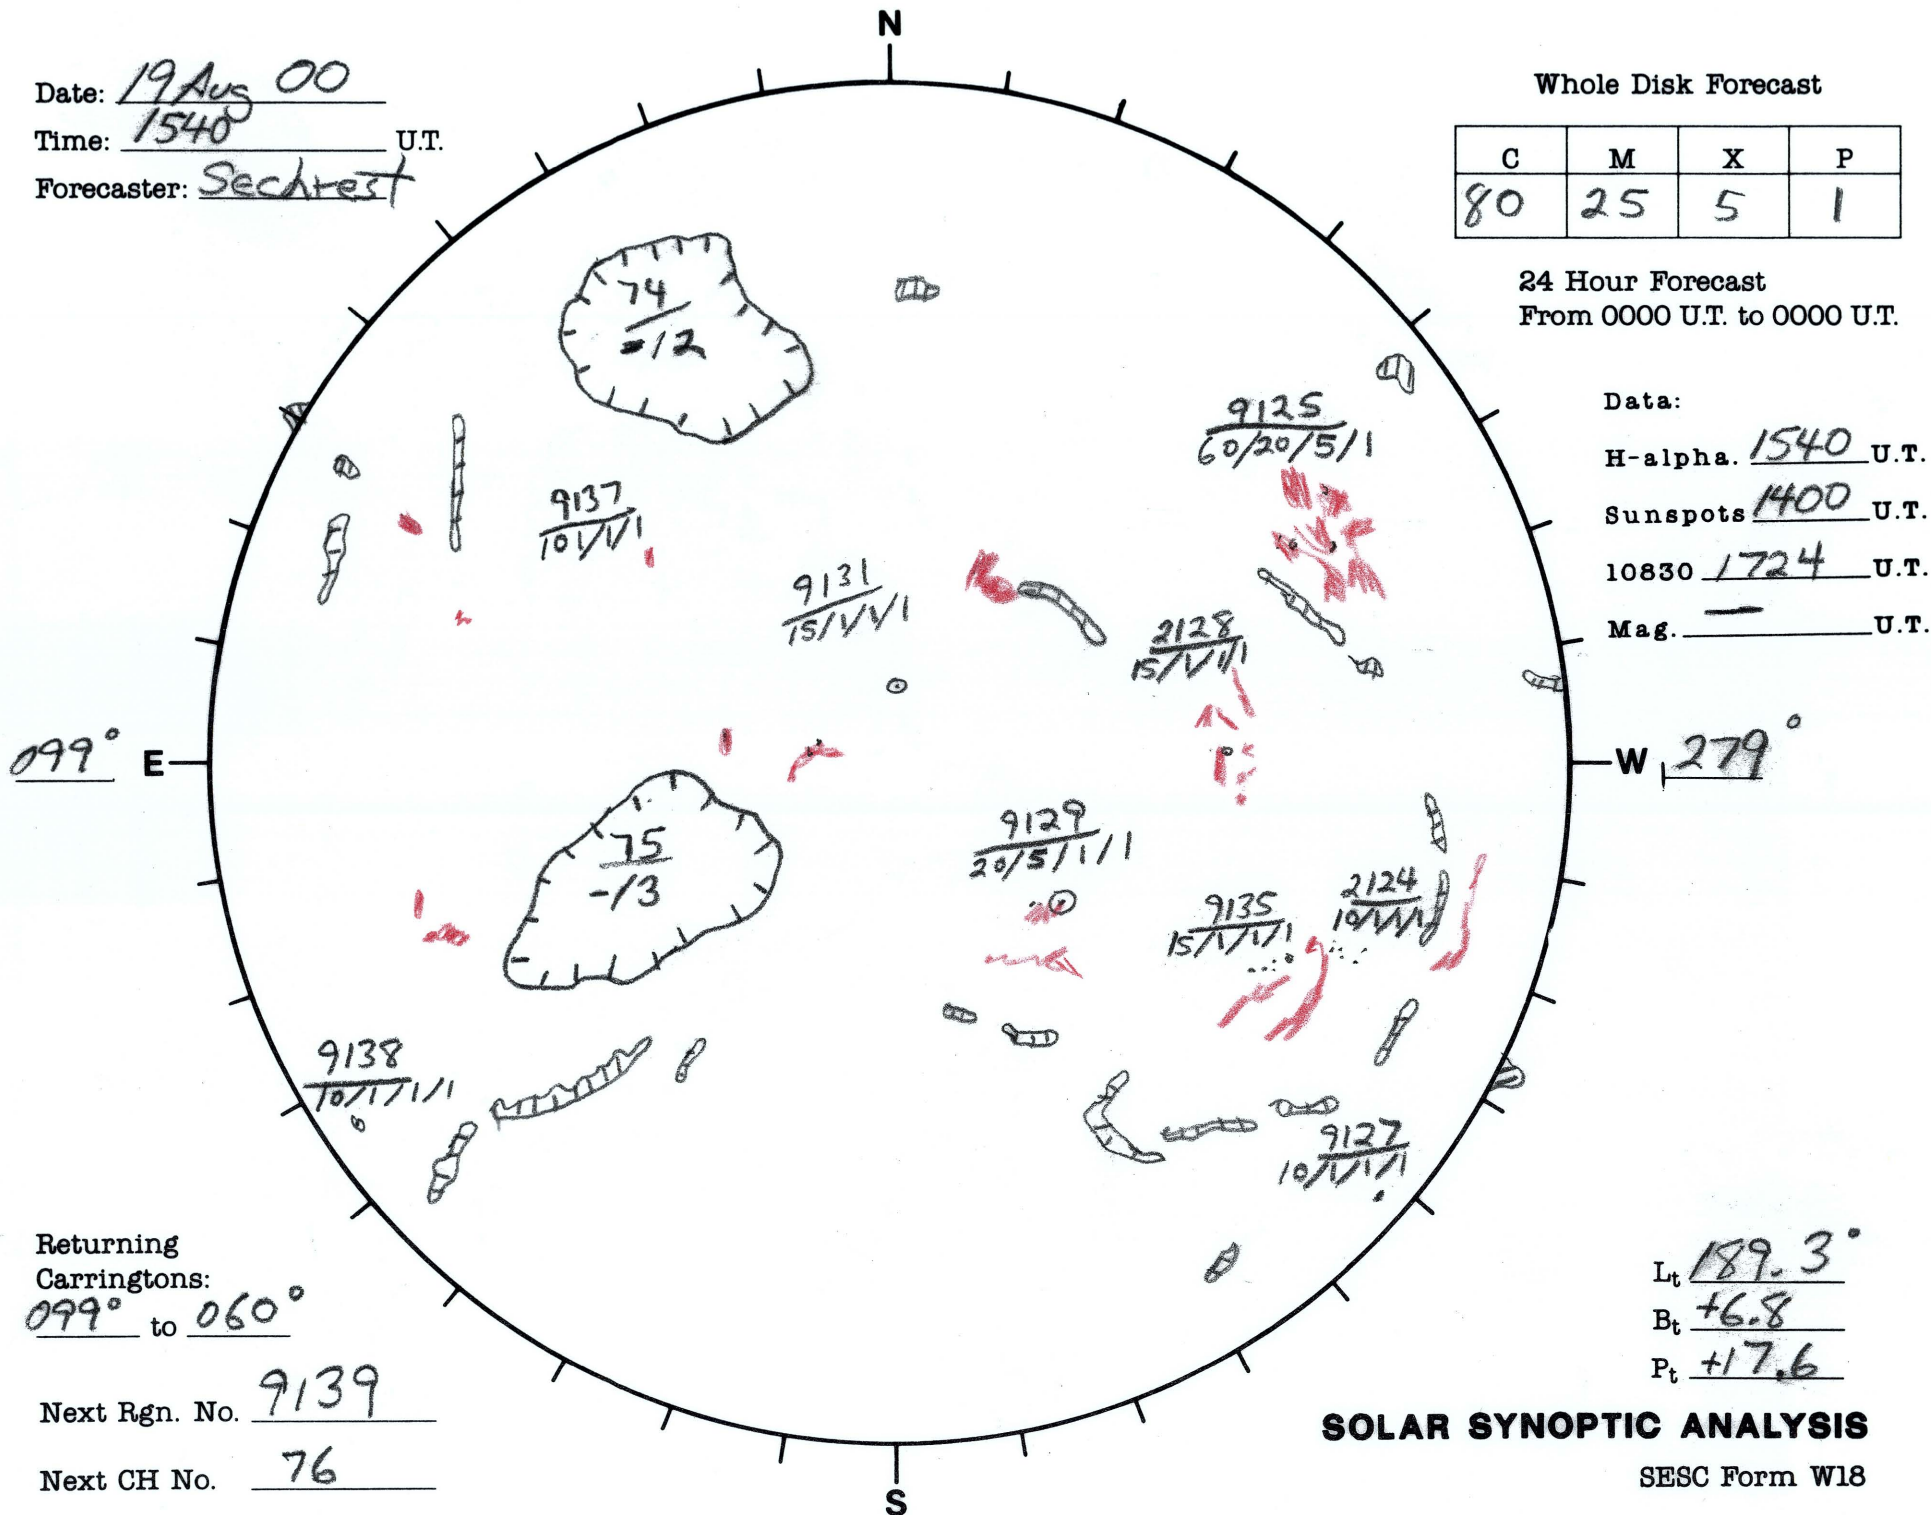 N
Date: 19 Aug 00
Time: 1540 U.T.
Forecaster: Sechrest
Whole Disk Forecast
C M X P
80 25 5 1
24 Hour Forecast
From 0000 U.T. to 0000 U.T.
Data:
H-alpha. 1540 U.T.
Sunspots 1400 U.T.
10830 1724 U.T.
Mag. — U.T.
74
-12
9125
60/20/5/1
9137
10/1/1/1
9131
15/1/1/1
2128
15/1/1/1
099° E
W 279°
75
-13
9129
20/5/1/1
2124
10/1/1/1
9135
15/1/1/1
9138
10/1/1/1
9127
10/1/1/1
Returning
Carringtons:
099° to 060°
Next Rgn. No. 9139
Next CH No. 76
Lt 189.3°
Bt +6.8
Pt +17.6
SOLAR SYNOPTIC ANALYSIS
SESC Form W18
S